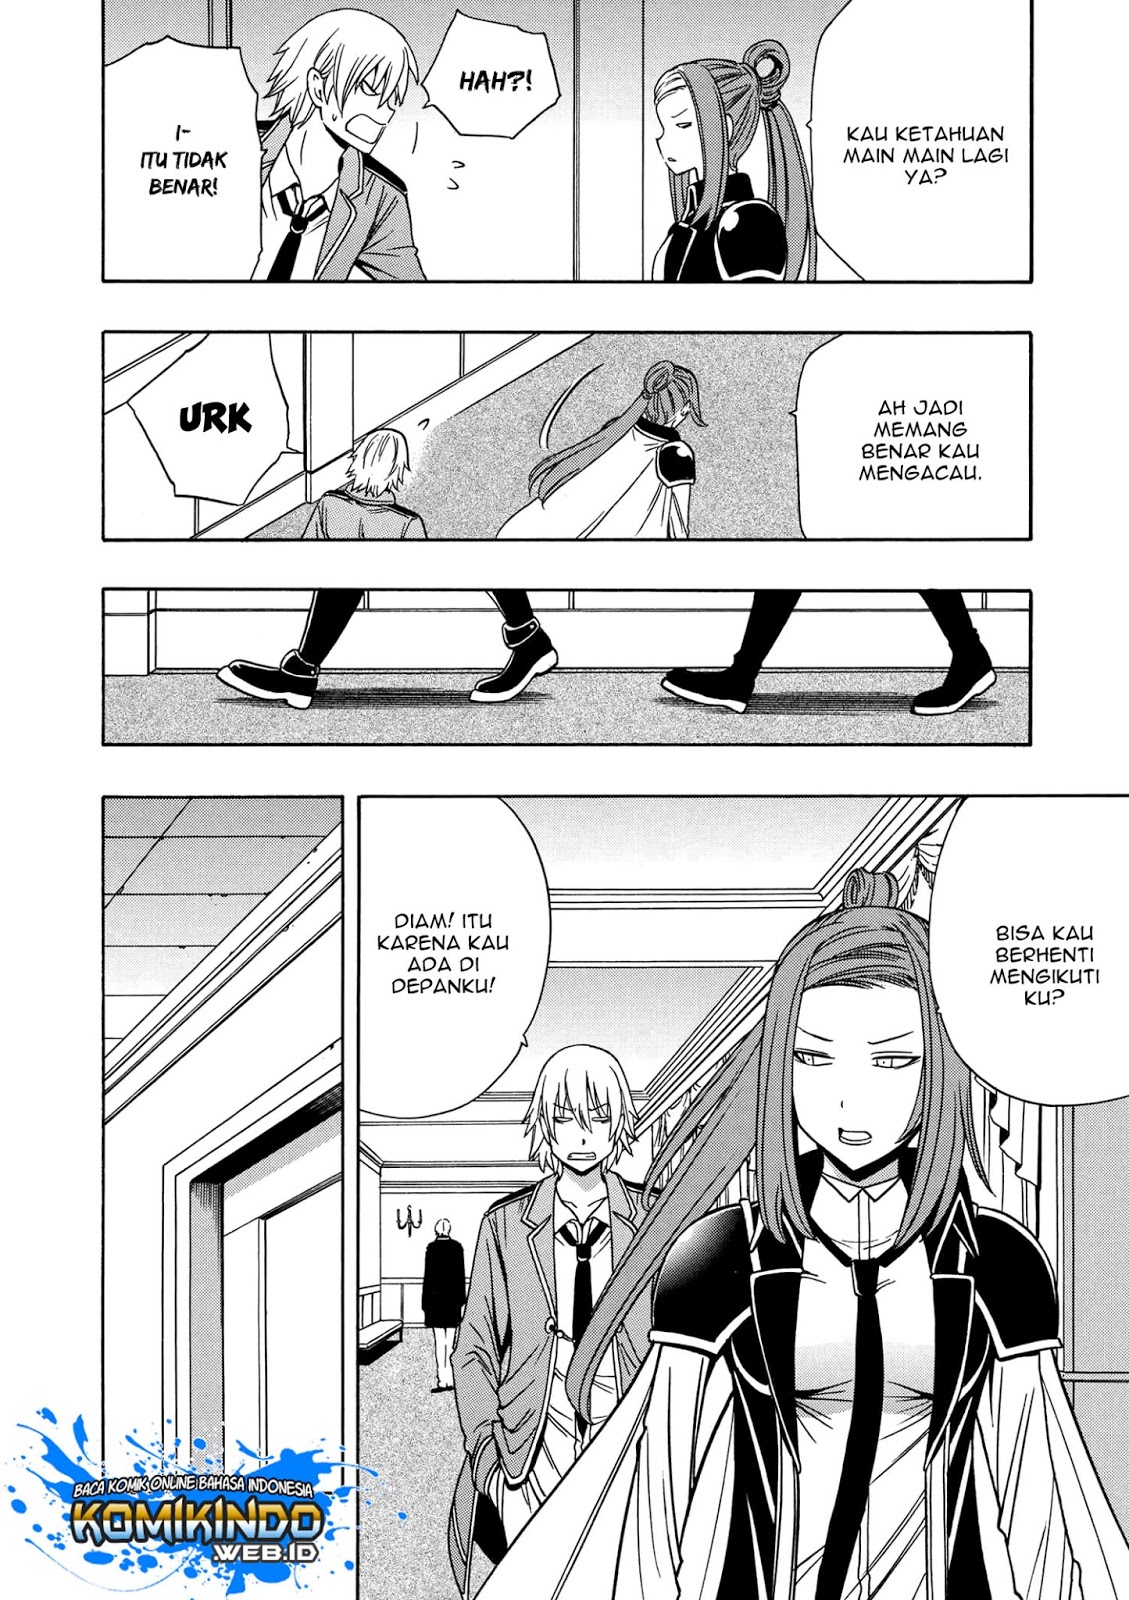 KAU KETAHUAN
MAIN MAIN LAGI
YA?
HAH?!
I-
ITU TIDAK
BENAR!
AH JADI
MEMANG
BENAR KAU
MENGACAU.
URK
BISA KAU
BERHENTI
MENGIKUTI
KU?
DIAM! ITU
KARENA KAU
ADA DI
DEPANKU!
BACA KOMIK ONLINE BAHASA INDONESIA
KOMIKINDO
WEB.ID